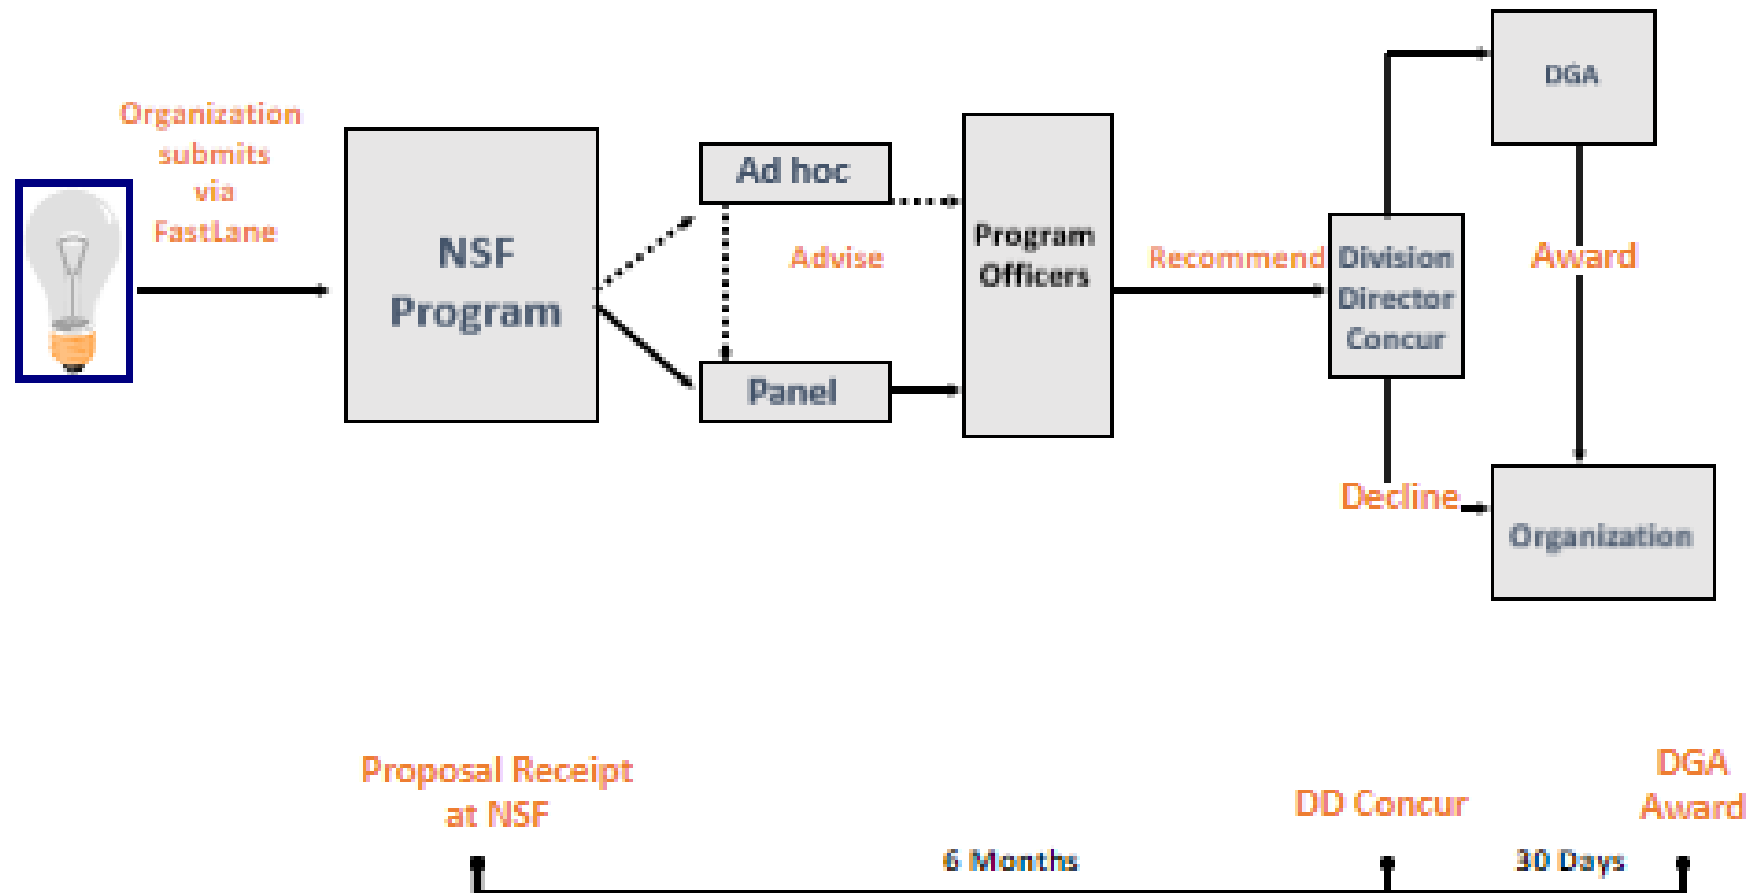 Organization
submits
via
FastLane
NSF
Program
Ad hoc
Advise
Panel
Program
Officers
Recommend
Division
Director
Concur
DGA
Award
Decline
Organization
Proposal Receipt
at NSF
DD Concur
DGA
Award
6 Months
30 Days